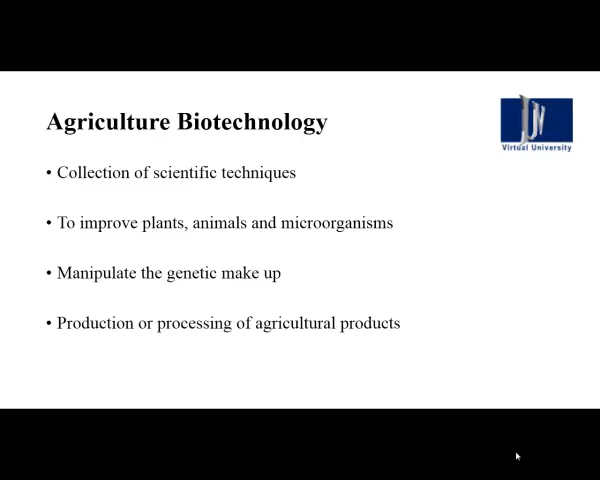 Agriculture Biotechnology
Virtual University
• Collection of scientific techniques
• To improve plants, animals and microorganisms
• Manipulate the genetic make up
• Production or processing of agricultural products